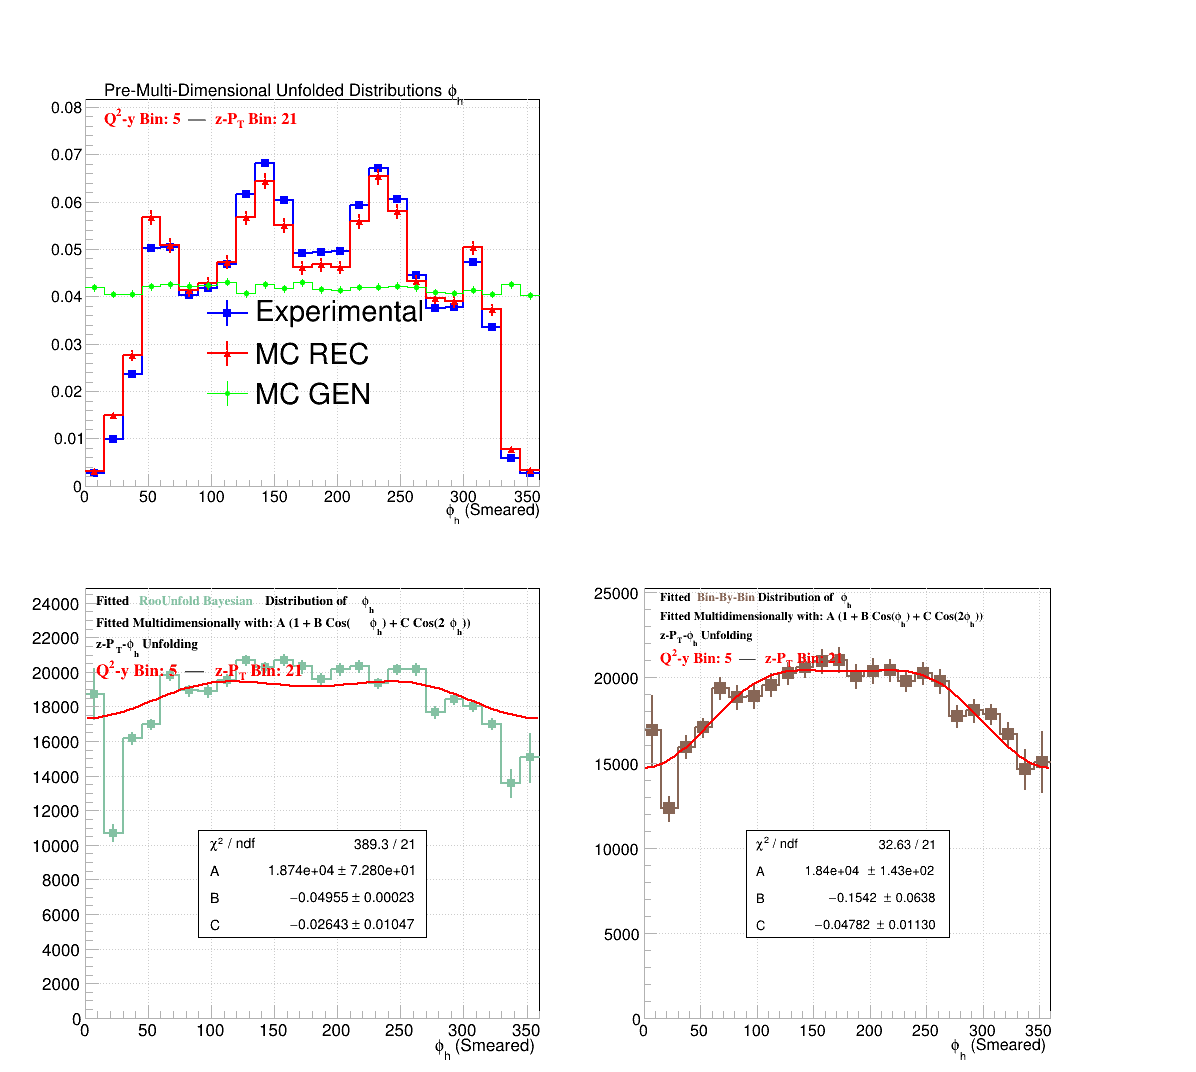 Pre-Multi-Dimensional Unfolded Distributions ϕh
Q2-y Bin: 5 — z-PT Bin: 21
0.08
0.07
0.06
0.05
0.04
0.03
0.02
0.01
0
Experimental
MC REC
MC GEN
0 50 100 150 200 250 300 350
ϕh (Smeared)
Fitted RooUnfold Bayesian Distribution of ϕh
Fitted Multidimensionally with: A (1 + B Cos( ϕh) + C Cos(2 ϕh))
z-PT-ϕh Unfolding
Q2-y Bin: 5 — z-PT Bin: 21
24000
22000
20000
18000
16000
14000
12000
10000
8000
6000
4000
2000
0
χ2 / ndf 389.3 / 21
A 1.874e+04 ± 7.280e+01
B −0.04955 ± 0.00023
C −0.02643 ± 0.01047
0 50 100 150 200 250 300 350
ϕh (Smeared)
Fitted Bin-By-Bin Distribution of ϕh
Fitted Multidimensionally with: A (1 + B Cos(ϕh) + C Cos(2ϕh))
z-PT-ϕh Unfolding
Q2-y Bin: 5 — z-PT Bin: 21
25000
20000
15000
10000
5000
0
χ2 / ndf 32.63 / 21
A 1.84e+04 ± 1.43e+02
B −0.1542 ± 0.0638
C −0.04782 ± 0.01130
0 50 100 150 200 250 300 350
ϕh (Smeared)